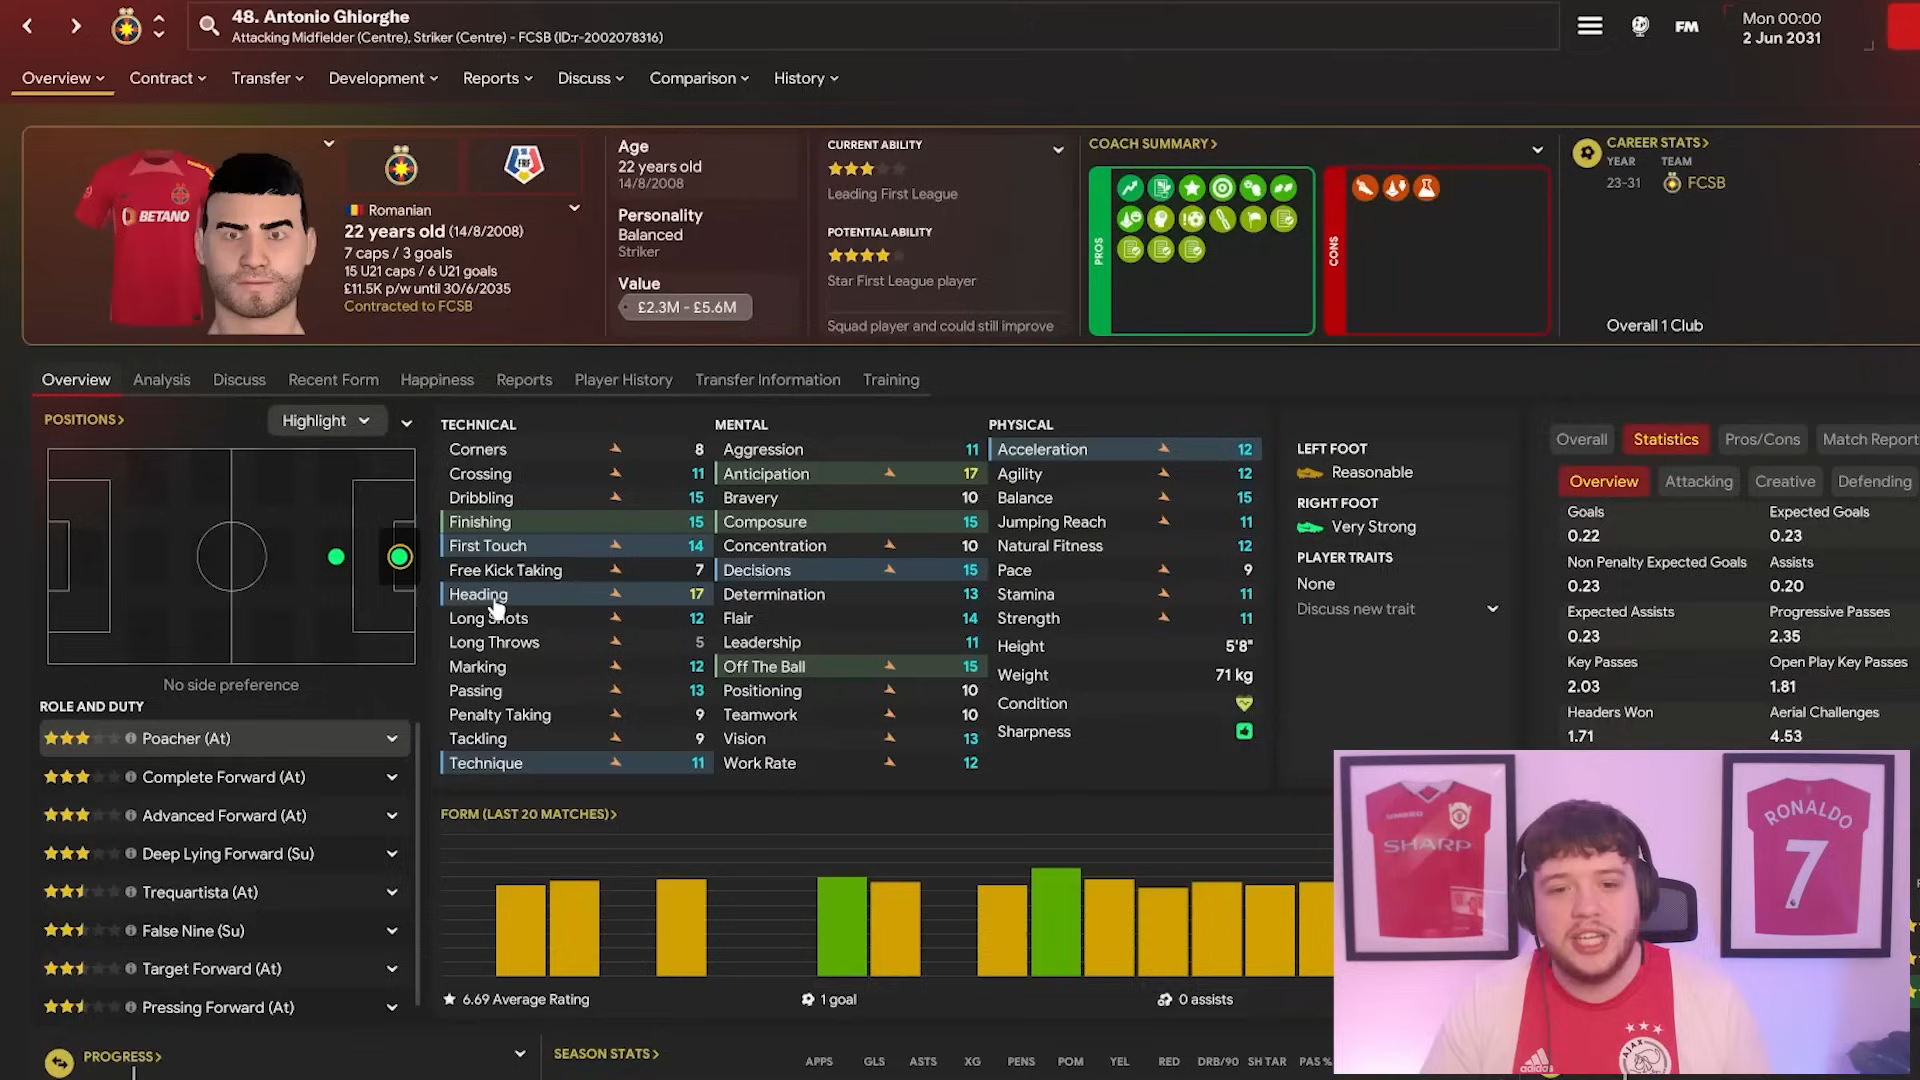 48. Antonio Ghiorghe
Attacking Midfielder (Centre), Striker (Centre) - FCSB (ID:r-2002078316)
FM
Mon 00:00
2 Jun 2031
Overview
Contract
Transfer
Development
Reports
Discuss
Comparison
History
BETANO
FRF
Romanian
22 years old (14/8/2008)
7 caps / 3 goals
15 U21 caps / 6 U21 goals
£11.5K p/w until 30/6/2035
Contracted to FCSB
Age
22 years old
14/8/2008
Personality
Balanced
Striker
Value
£2.3M - £5.6M
CURRENT ABILITY
Leading First League
POTENTIAL ABILITY
Star First League player
Squad player and could still improve
COACH SUMMARY>
PROS
CONS
CAREER STATS>
YEAR TEAM
23-31 FCSB
Overall 1 Club
Overview
Analysis
Discuss
Recent Form
Happiness
Reports
Player History
Transfer Information
Training
POSITIONS>
Highlight
No side preference
ROLE AND DUTY
Poacher (At)
Complete Forward (At)
Advanced Forward (At)
Deep Lying Forward (Su)
Trequartista (At)
False Nine (Su)
Target Forward (At)
Pressing Forward (At)
TECHNICAL
Corners 8
Crossing 11
Dribbling 15
Finishing 15
First Touch 14
Free Kick Taking 7
Heading 17
Long Shots 12
Long Throws 5
Marking 12
Passing 13
Penalty Taking 9
Tackling 9
Technique 11
MENTAL
Aggression 11
Anticipation 17
Bravery 10
Composure 15
Concentration 10
Decisions 15
Determination 13
Flair 14
Leadership 11
Off The Ball 15
Positioning 10
Teamwork 10
Vision 13
Work Rate 12
PHYSICAL
Acceleration 12
Agility 12
Balance 15
Jumping Reach 11
Natural Fitness 12
Pace 9
Stamina 11
Strength 11
Height 5'8"
Weight 71 kg
Condition
Sharpness
LEFT FOOT
Reasonable
RIGHT FOOT
Very Strong
PLAYER TRAITS
None
Discuss new trait
Overall
Statistics
Pros/Cons
Match Report
Overview
Attacking
Creative
Defending
Goals Expected Goals
0.22 0.23
Non Penalty Expected Goals Assists
0.23 0.20
Expected Assists Progressive Passes
0.23 2.35
Key Passes Open Play Key Passes
2.03 1.81
Headers Won Aerial Challenges
1.71 4.53
FORM (LAST 20 MATCHES)>
6.69 Average Rating
1 goal
0 assists
PROGRESS>
SEASON STATS>
APPS GLS ASTS XG PENS POM YEL RED DRB/90 SH TAR PAS %
UMBRO
SHARP
RONALDO
7
adidas
AJAX